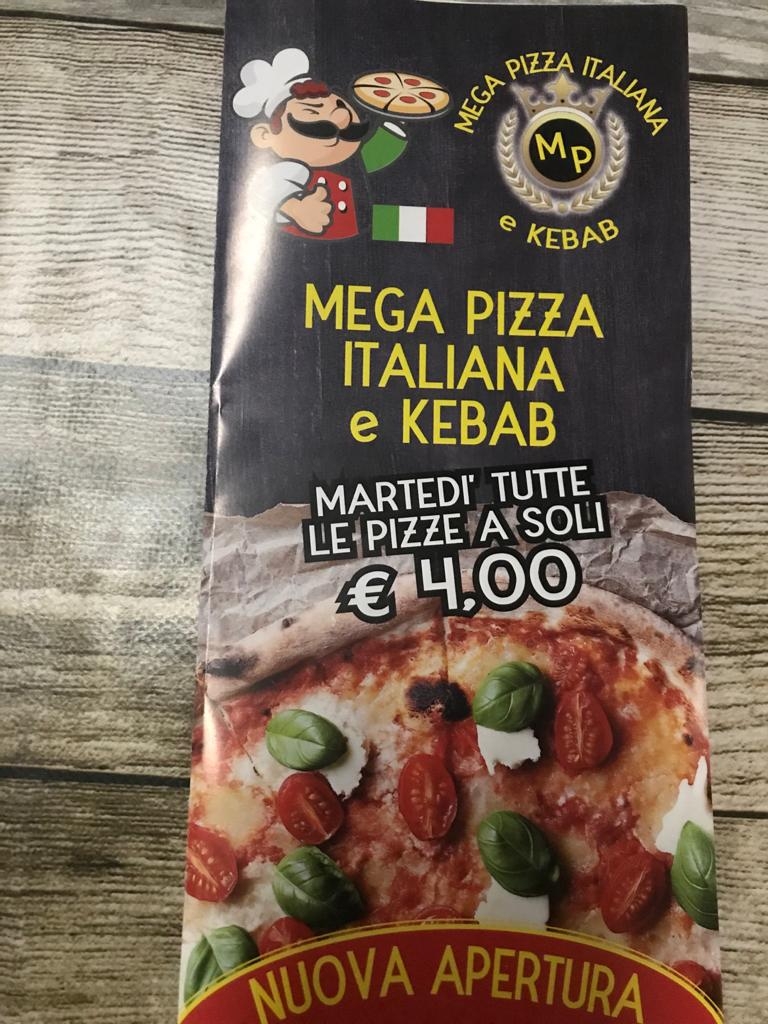 MEGA PIZZA ITALIANA
MP
e KEBAB
MEGA PIZZA
ITALIANA
e KEBAB
MARTEDI' TUTTE
LE PIZZE A SOLI
€ 4,00
NUOVA APERTURA